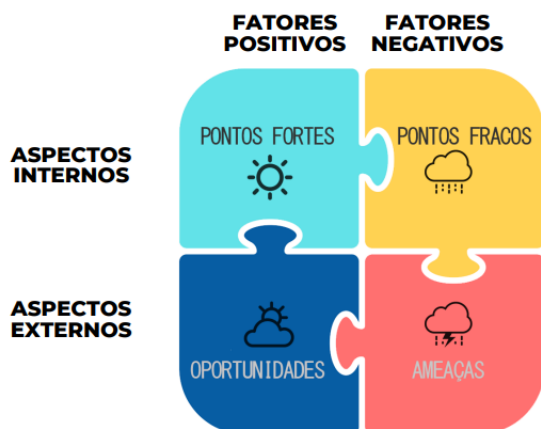 FATORES
POSITIVOS
FATORES
NEGATIVOS
ASPECTOS
INTERNOS
PONTOS FORTES
PONTOS FRACOS
ASPECTOS
EXTERNOS
OPORTUNIDADES
AMEAÇAS